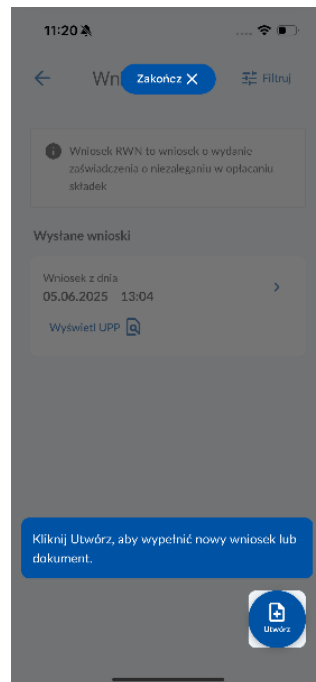 11:20
Wni
Zakończ
Filtruj
Wniosek RWN to wniosek o wydanie
zaświadczenia o niezaleganiu w opłacaniu
składek
Wysłane wnioski
Wniosek z dnia
05.06.2025 13:04
Wyświetl UPP
Kliknij Utwórz, aby wypełnić nowy wniosek lub
dokument.
Utwórz